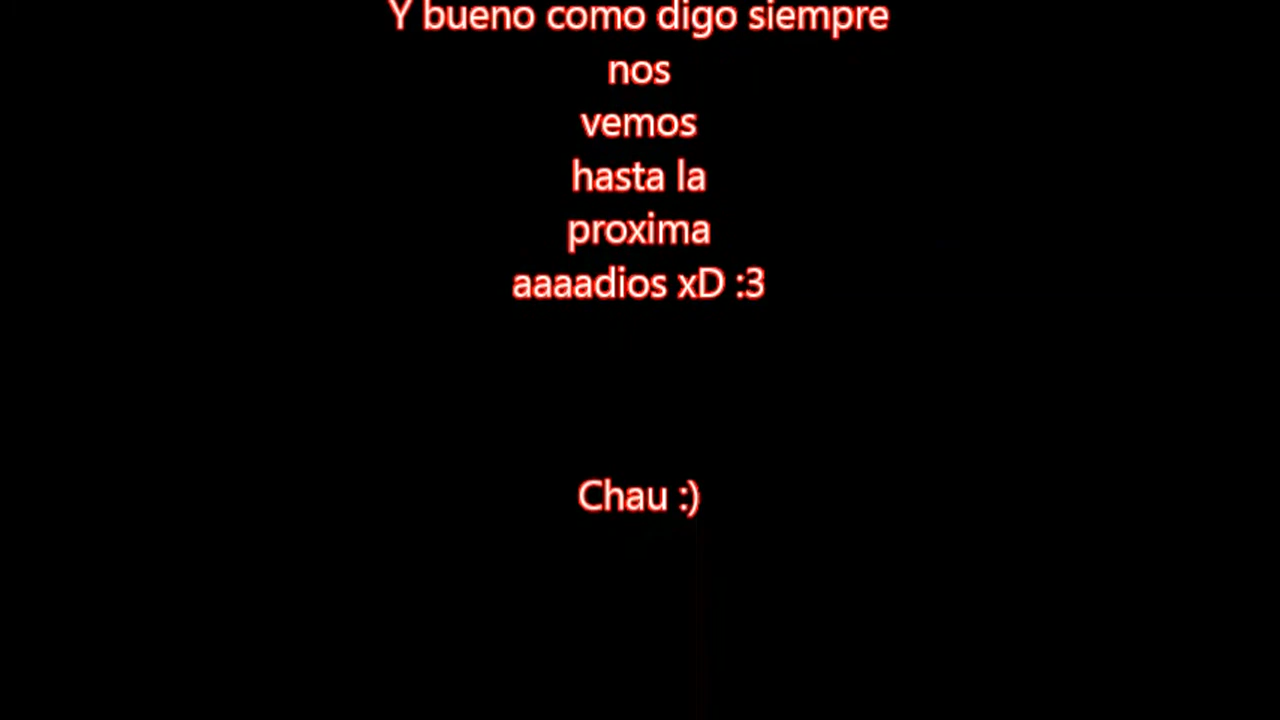 Y bueno como digo siempre
nos
vemos
hasta la
proxima
aaaadios xD :3
Chau :)